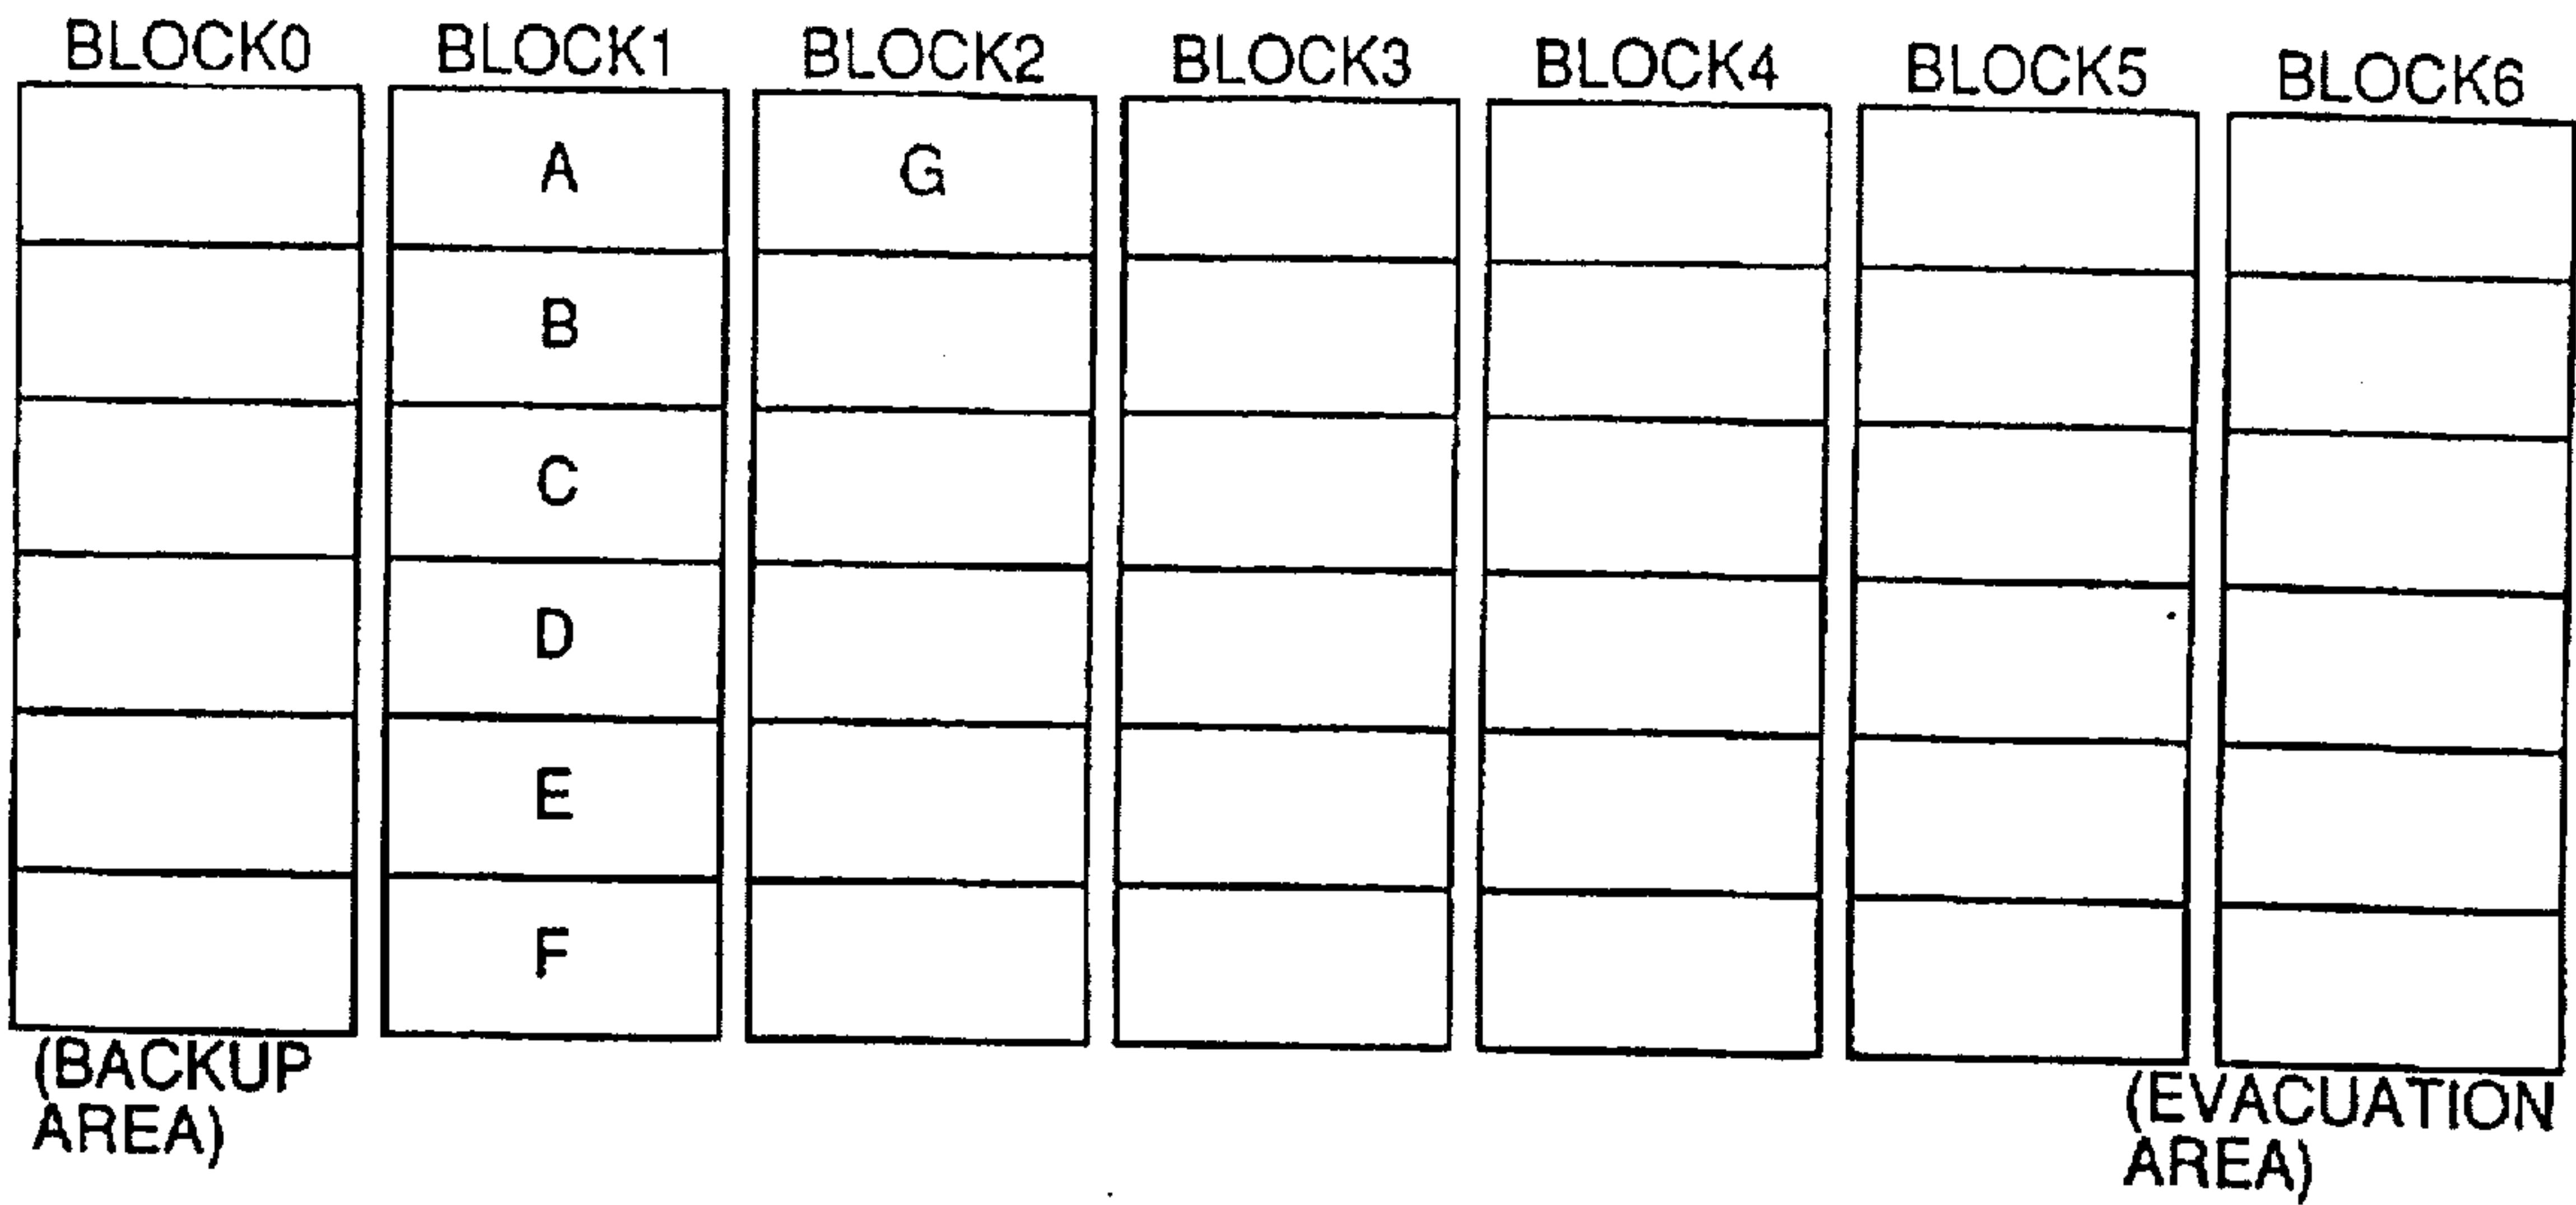 BLOCK0 BLOCK1 BLOCK2 BLOCK3 BLOCK4 BLOCK5 BLOCK6
A G
B
C
D
E
F
(BACKUP
AREA)
(EVACUATION
AREA)